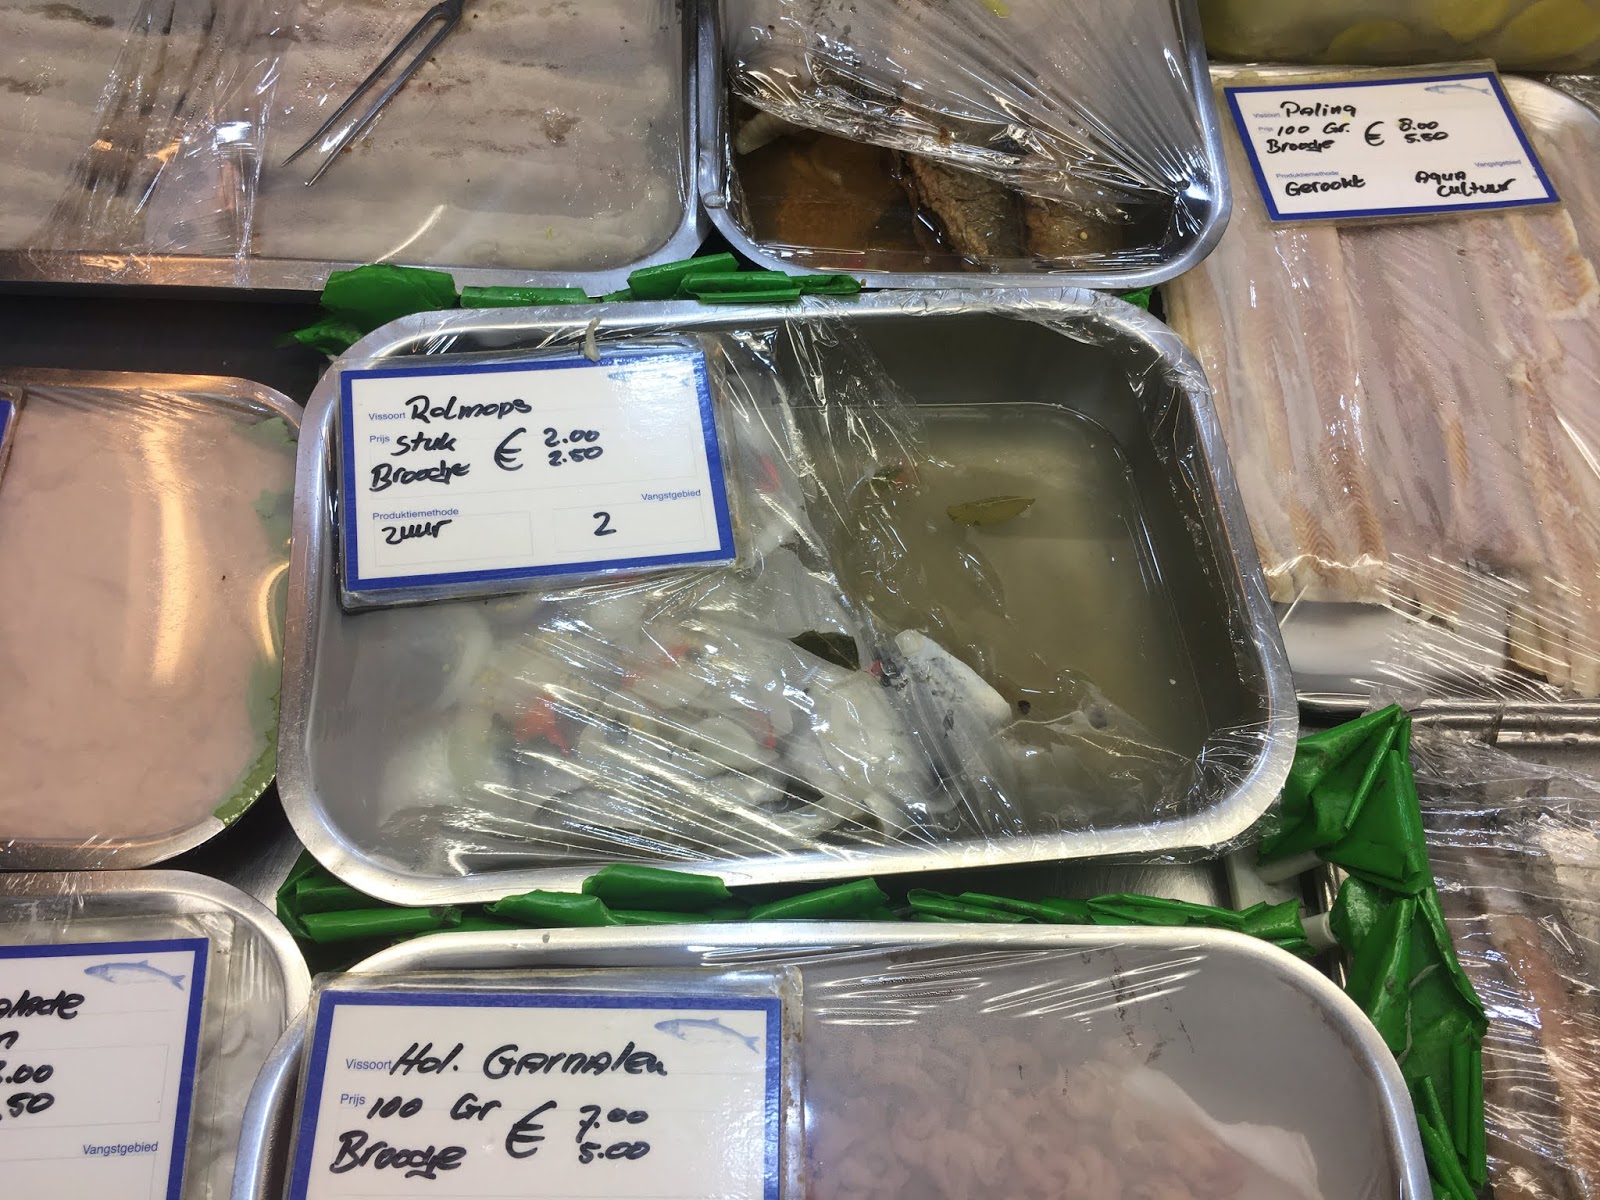 Vissoort Paling
Prijs 100 Gr. € 8.00
Broodje 5.50
Vangstgebied
Produktiemethode
Gerookt Aqua
Cultuur
Vissoort Rolmops
Prijs stuk € 2.00
Broodje 2.50
Vangstgebied
Produktiemethode
zuur 2
.50
Vangstgebied
Vissoort Hol. Garnalen
Prijs 100 Gr € 7.00
Broodje 5.00